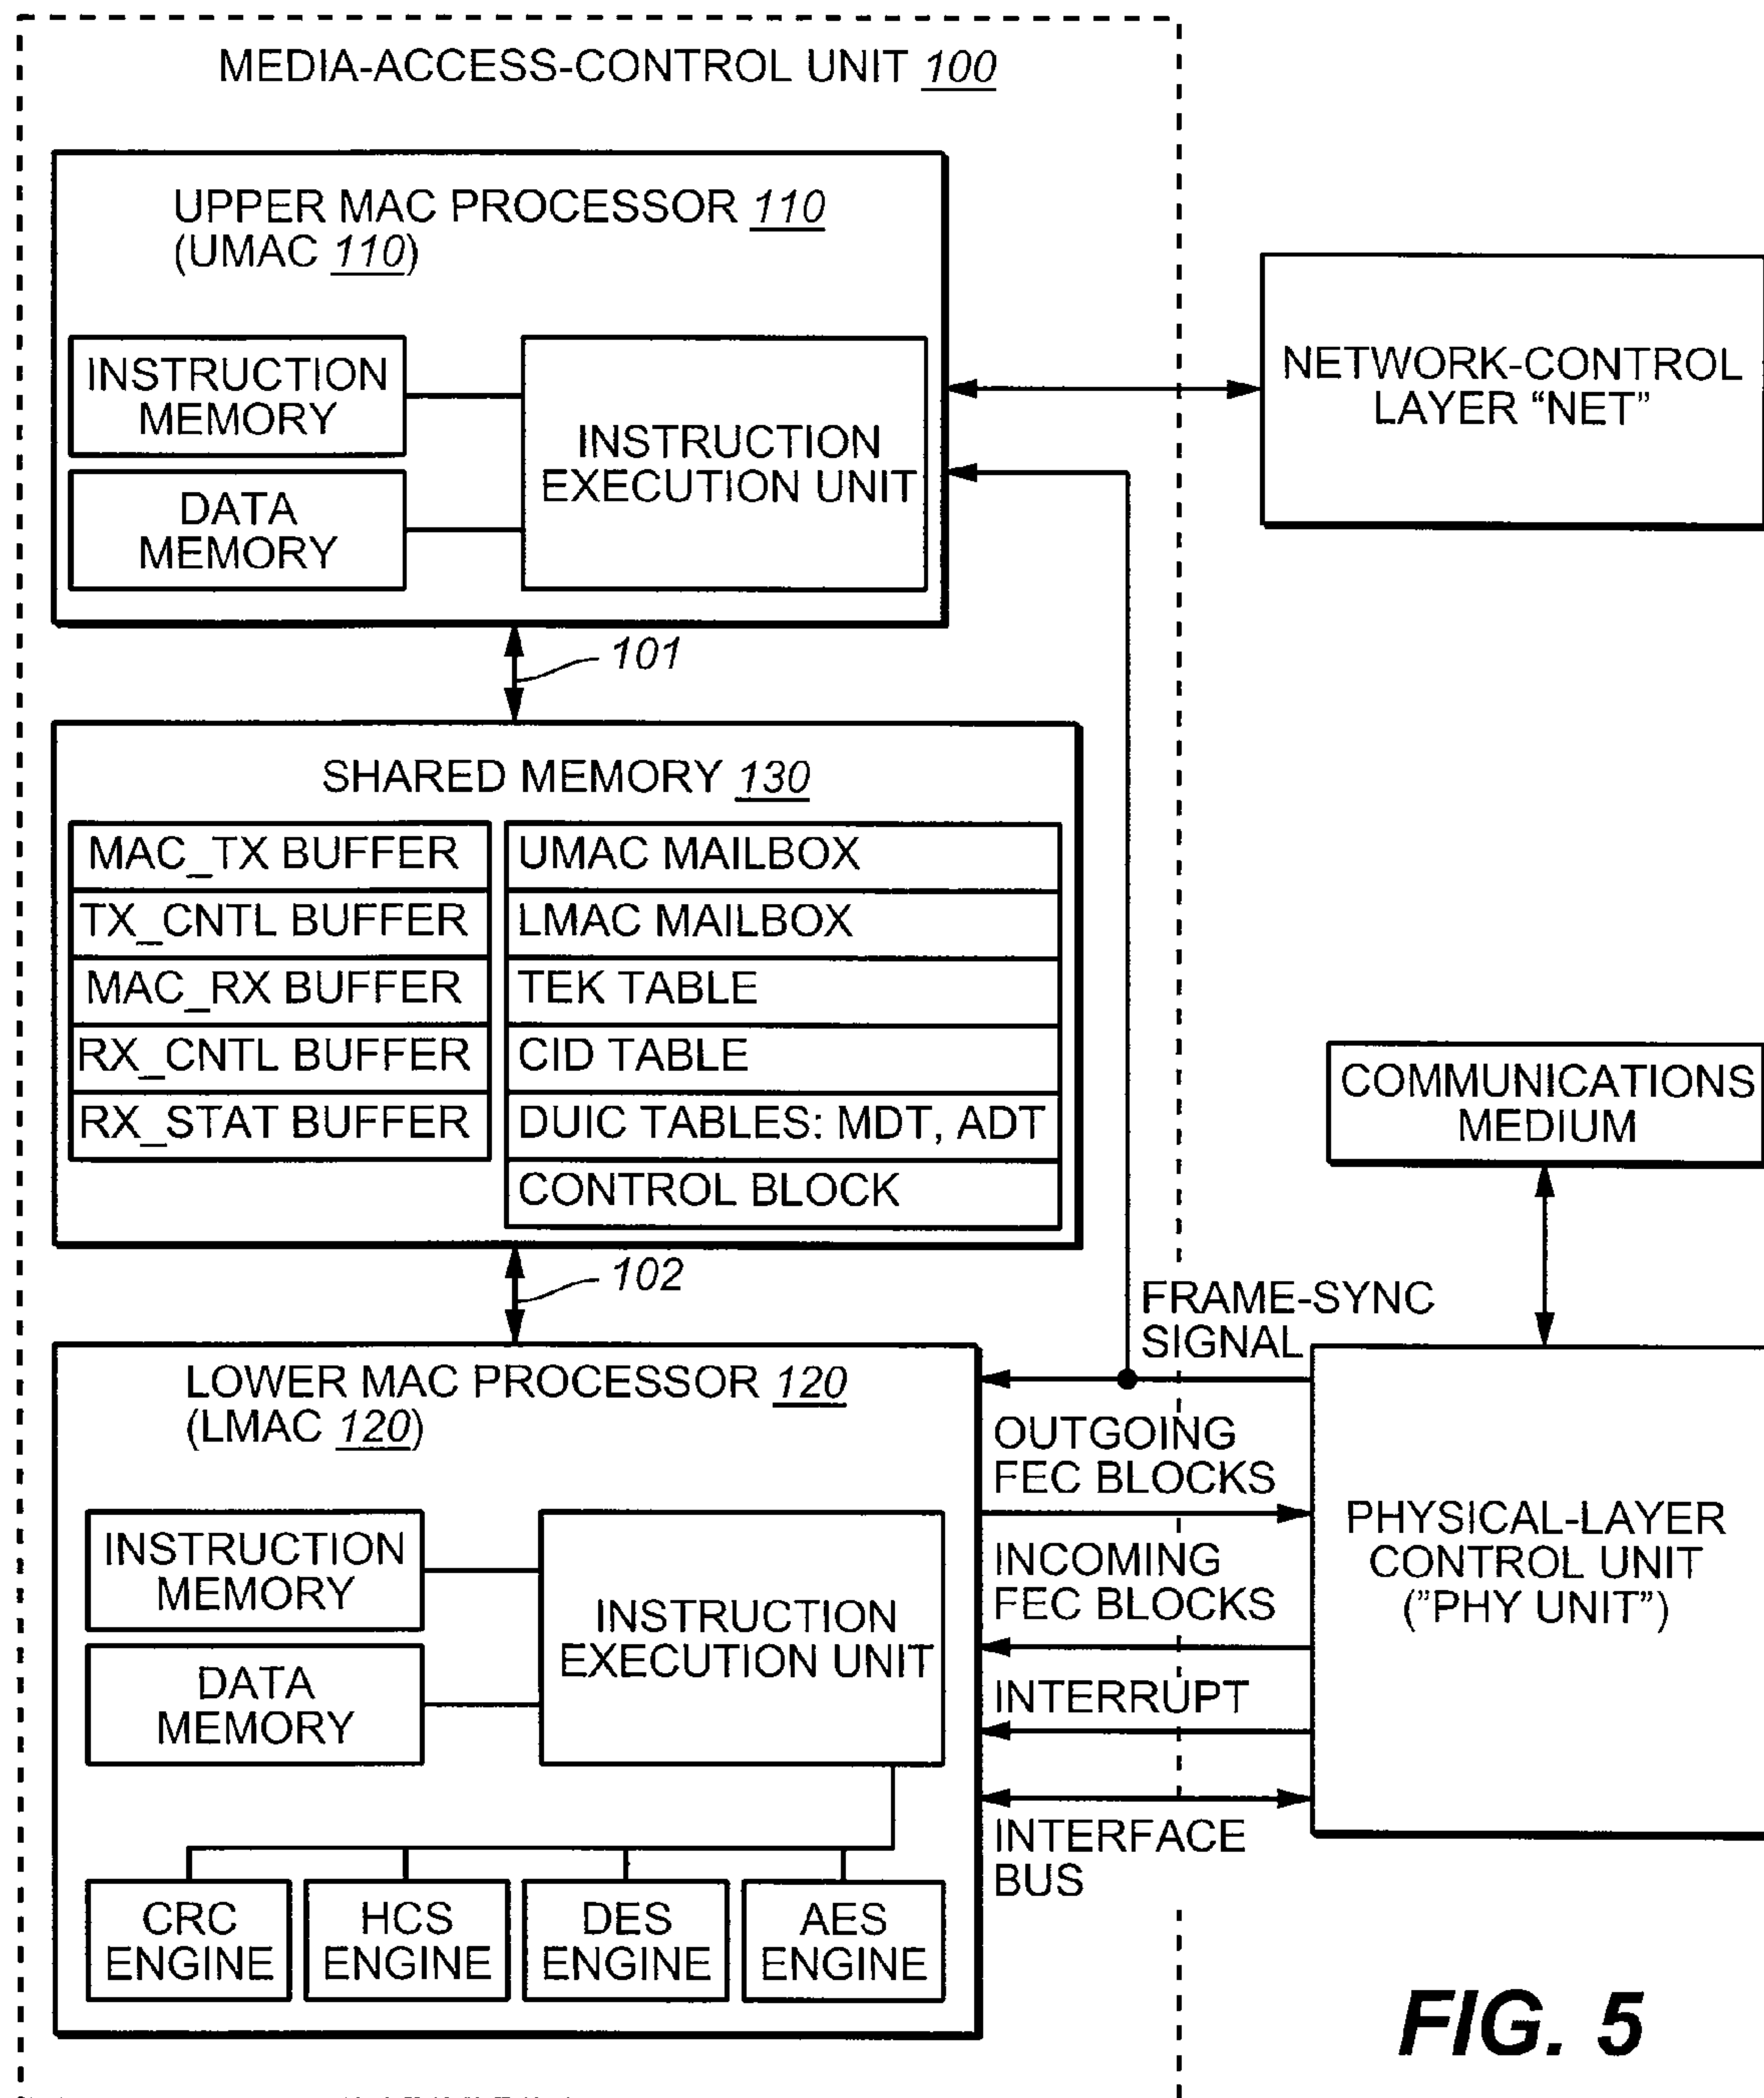 MEDIA-ACCESS-CONTROL UNIT 100
UPPER MAC PROCESSOR 110
(UMAC 110)
INSTRUCTION
MEMORY
DATA
MEMORY
INSTRUCTION
EXECUTION UNIT
NETWORK-CONTROL
LAYER “NET”
101
SHARED MEMORY 130
MAC_TX BUFFER
TX_CNTL BUFFER
MAC_RX BUFFER
RX_CNTL BUFFER
RX_STAT BUFFER
UMAC MAILBOX
LMAC MAILBOX
TEK TABLE
CID TABLE
DUIC TABLES: MDT, ADT
CONTROL BLOCK
COMMUNICATIONS
MEDIUM
102
FRAME-SYNC
SIGNAL
LOWER MAC PROCESSOR 120
(LMAC 120)
INSTRUCTION
MEMORY
DATA
MEMORY
INSTRUCTION
EXECUTION UNIT
OUTGOING
FEC BLOCKS
INCOMING
FEC BLOCKS
INTERRUPT
INTERFACE
BUS
PHYSICAL-LAYER
CONTROL UNIT
(”PHY UNIT”)
CRC
ENGINE
HCS
ENGINE
DES
ENGINE
AES
ENGINE
FIG. 5